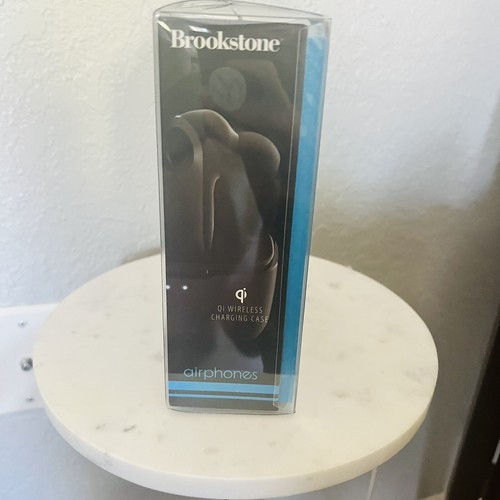 Brookstone
Qi WIRELESS
CHARGING CASE
airphones